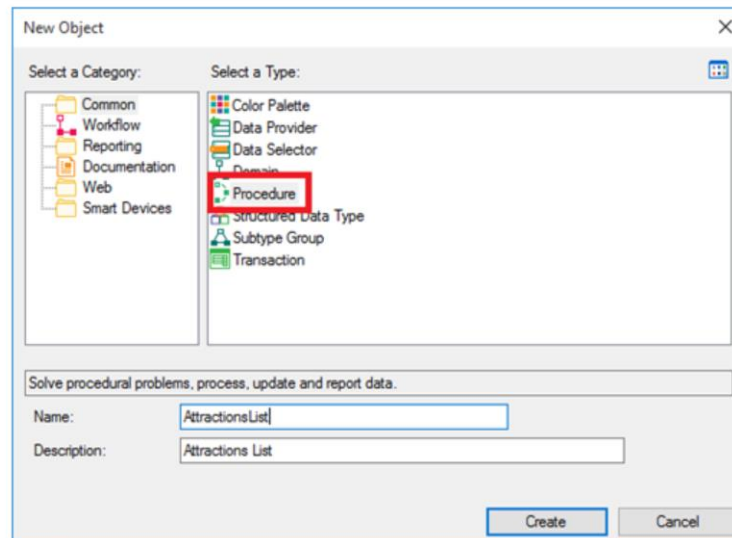 New Object
Select a Category:
Select a Type:
Common
Workflow
Reporting
Documentation
Web
Smart Devices
Color Palette
Data Provider
Data Selector
Domain
Procedure
Structured Data Type
Subtype Group
Transaction
Solve procedural problems, process, update and report data.
Name:
AttractionsList
Description:
Attractions List
Create
Cancel